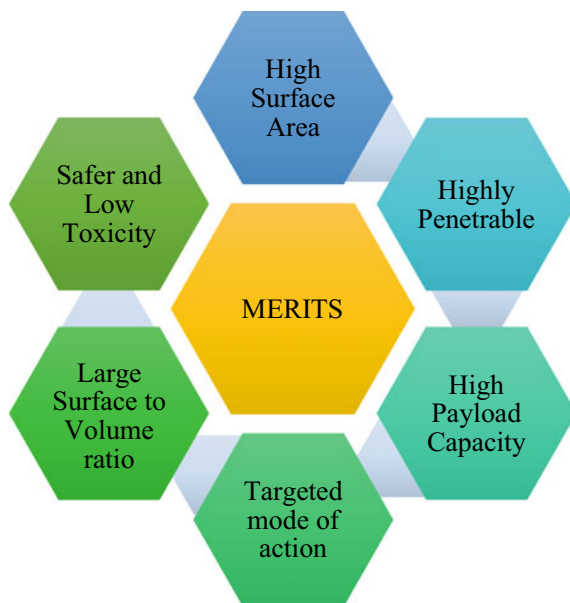 High
Surface
Area
Highly
Penetrable
High
Payload
Capacity
Targeted
mode of
action
Large
Surface to
Volume
ratio
Safer and
Low
Toxicity
MERITS